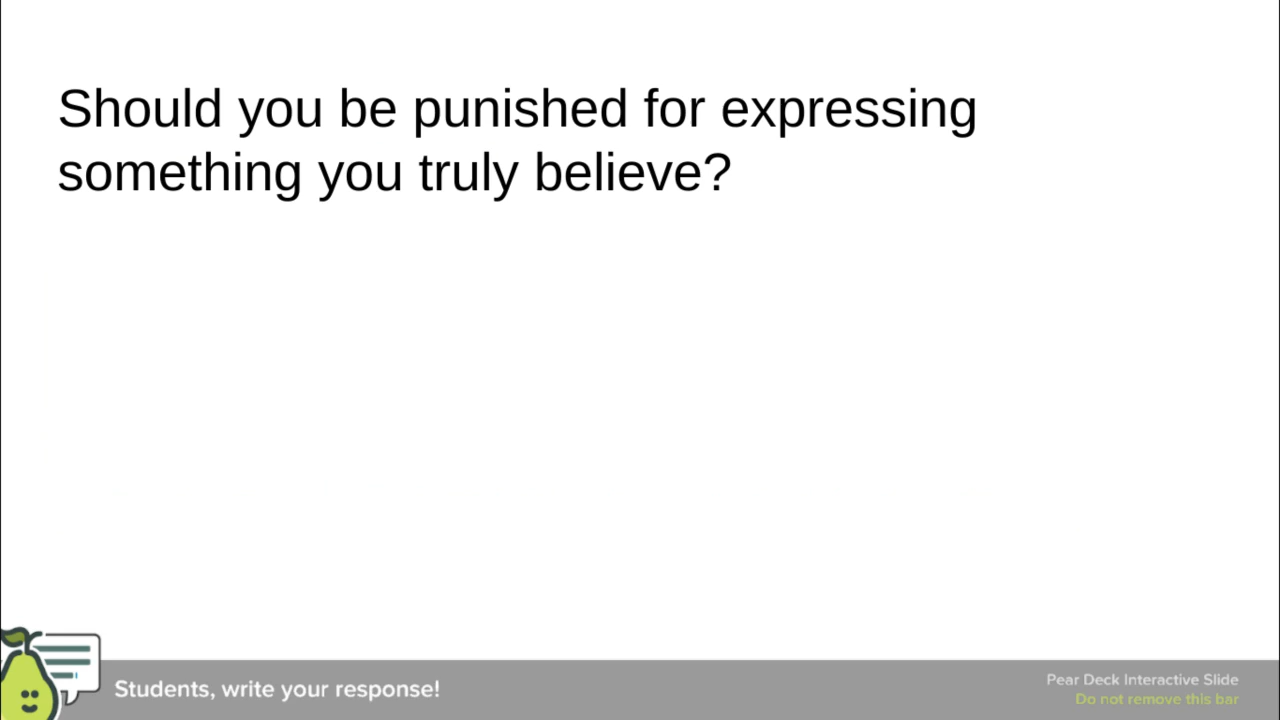 Should you be punished for expressing
something you truly believe?
Students, write your response!
Pear Deck Interactive Slide
Do not remove this bar